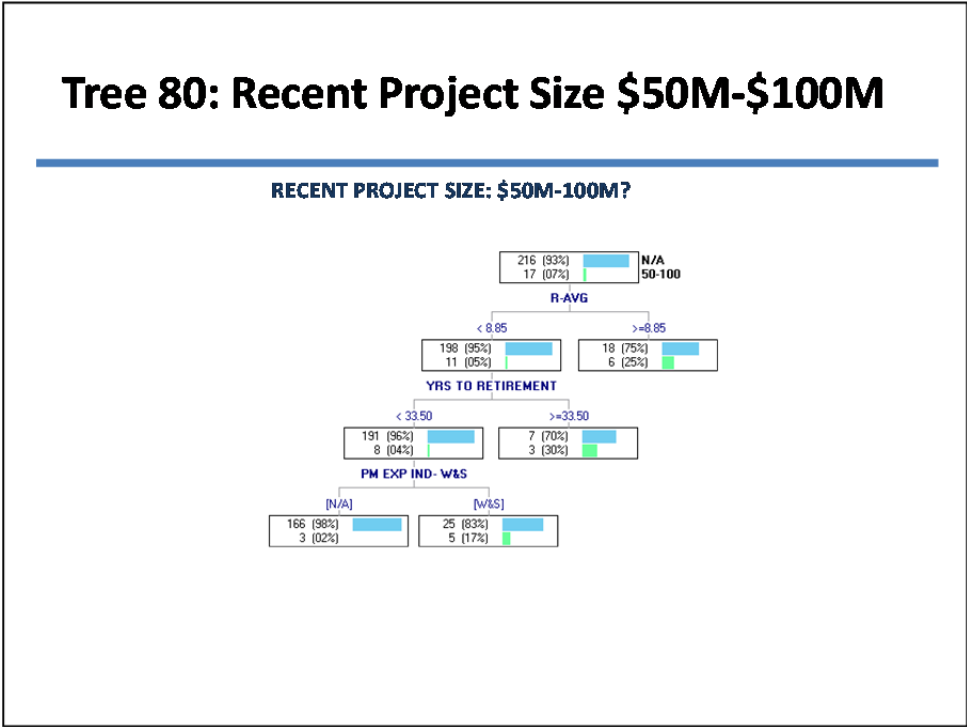 Tree 80: Recent Project Size $50M-$100M
RECENT PROJECT SIZE: $50M-100M?
216 (93%) N/A
17 (07%) 50-100
R-AVG
< 8.85 >=8.85
198 (95%) 18 (75%)
11 (05%) 6 (25%)
YRS TO RETIREMENT
< 33.50 >=33.50
191 (96%) 7 (70%)
8 (04%) 3 (30%)
PM EXP IND- W&S
[N/A] [W&S]
166 (98%) 25 (83%)
3 (02%) 5 (17%)